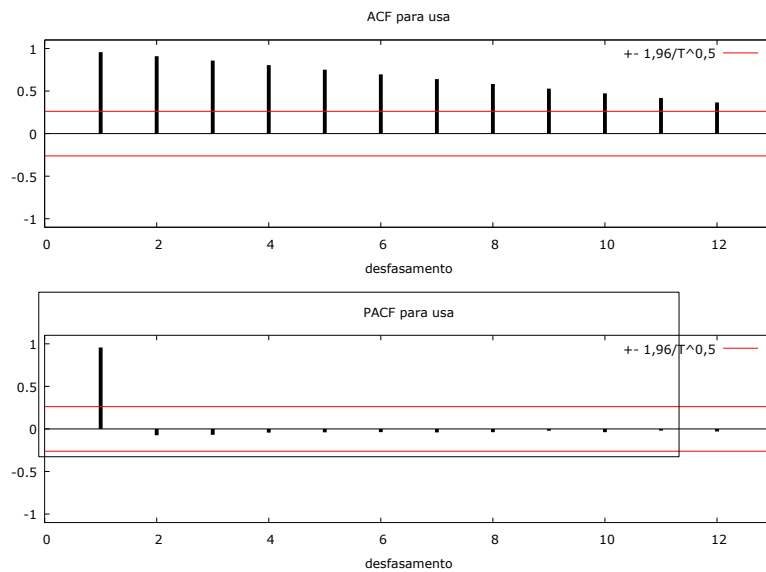 ACF para usa
1
+- 1,96/T^0,5
0.5
0
-0.5
-1
0 2 4 6 8 10 12
desfasamento
PACF para usa
1
+- 1,96/T^0,5
0.5
0
-0.5
-1
0 2 4 6 8 10 12
desfasamento